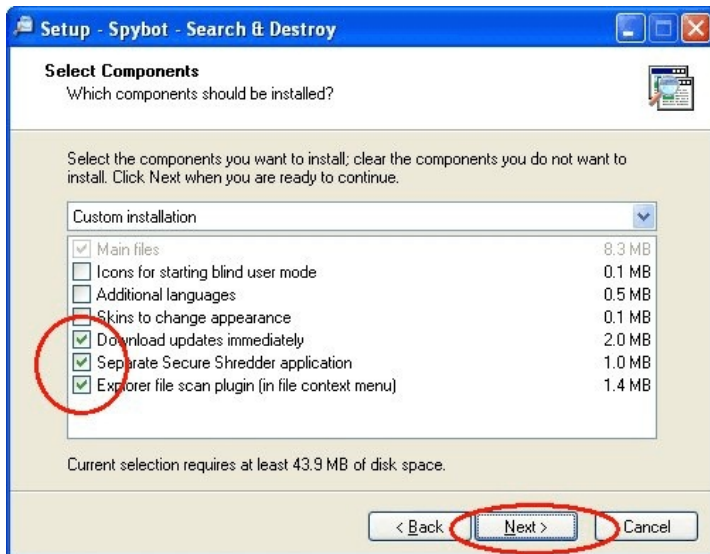 Setup - Spybot - Search & Destroy
Select Components
Which components should be installed?
Select the components you want to install; clear the components you do not want to
install. Click Next when you are ready to continue.
Custom installation
Main files 8.3 MB
Icons for starting blind user mode 0.1 MB
Additional languages 0.5 MB
Skins to change appearance 0.1 MB
Download updates immediately 2.0 MB
Separate Secure Shredder application 1.0 MB
Explorer file scan plugin (in file context menu) 1.4 MB
Current selection requires at least 43.9 MB of disk space.
< Back Next > Cancel